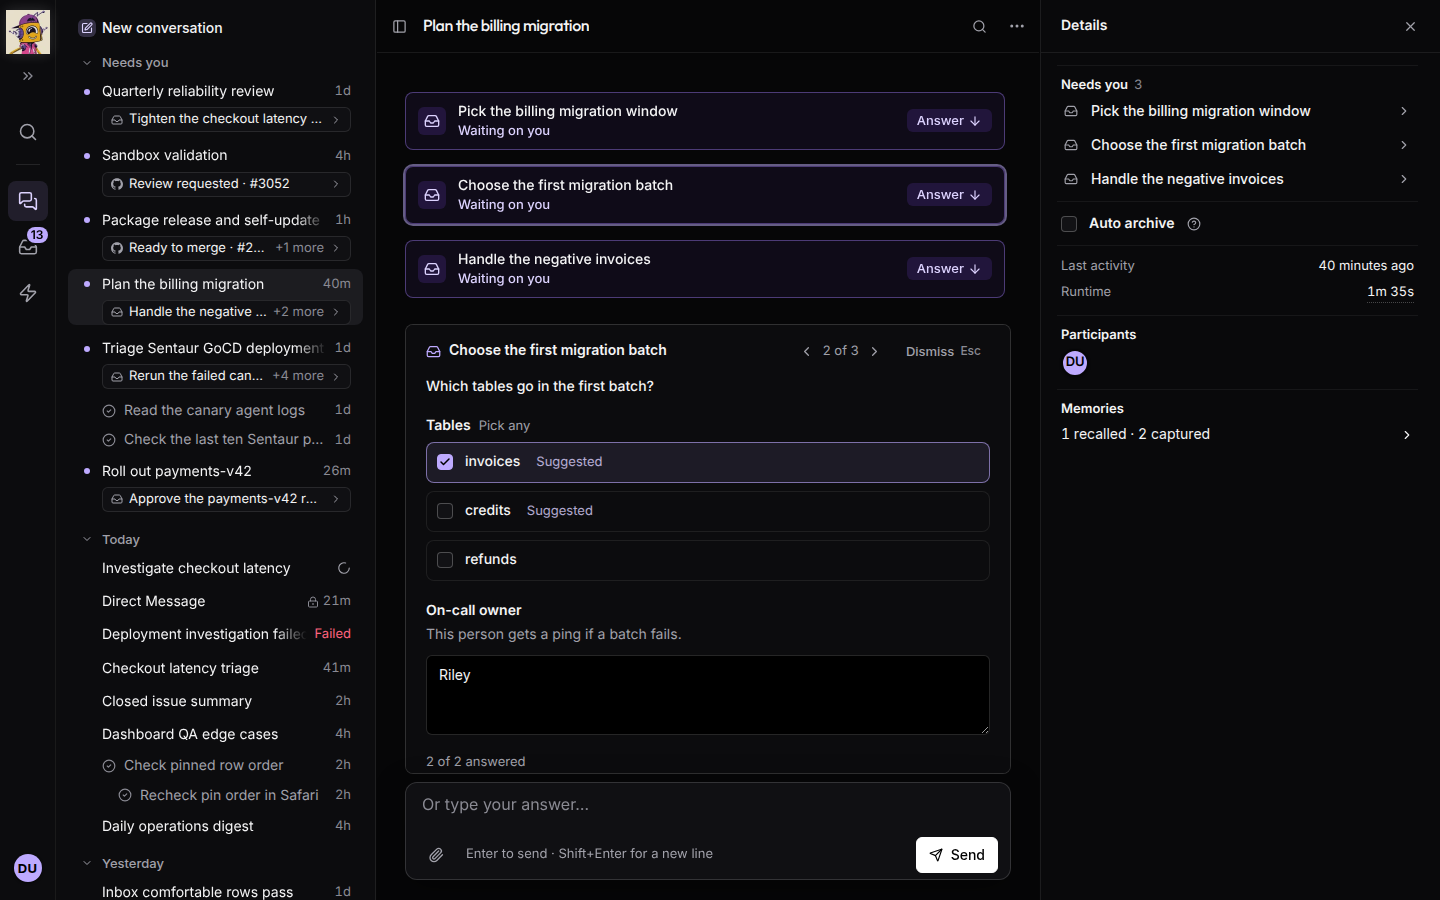 New conversation
Needs you
Quarterly reliability review 1d
Tighten the checkout latency ...
Sandbox validation 4h
Review requested · #3052
Package release and self-update 1h
Ready to merge · #2... +1 more
Plan the billing migration 40m
Handle the negative ... +2 more
Triage Sentaur GoCD deployment 1d
Rerun the failed can... +4 more
Read the canary agent logs 1d
Check the last ten Sentaur p... 1d
Roll out payments-v42 26m
Approve the payments-v42 r...
Today
Investigate checkout latency
Direct Message 21m
Deployment investigation failed Failed
Checkout latency triage 41m
Closed issue summary 2h
Dashboard QA edge cases 4h
Check pinned row order 2h
Recheck pin order in Safari 2h
Daily operations digest 4h
Yesterday
Inbox comfortable rows pass 1d
13
DU
Plan the billing migration
Pick the billing migration window
Waiting on you
Answer ↓
Choose the first migration batch
Waiting on you
Answer ↓
Handle the negative invoices
Waiting on you
Answer ↓
Choose the first migration batch 2 of 3 Dismiss Esc
Which tables go in the first batch?
Tables Pick any
invoices Suggested
credits Suggested
refunds
On-call owner
This person gets a ping if a batch fails.
Riley
2 of 2 answered
Or type your answer...
Enter to send · Shift+Enter for a new line
Send
Details
Needs you 3
Pick the billing migration window
Choose the first migration batch
Handle the negative invoices
Auto archive
Last activity 40 minutes ago
Runtime 1m 35s
Participants
DU
Memories
1 recalled · 2 captured